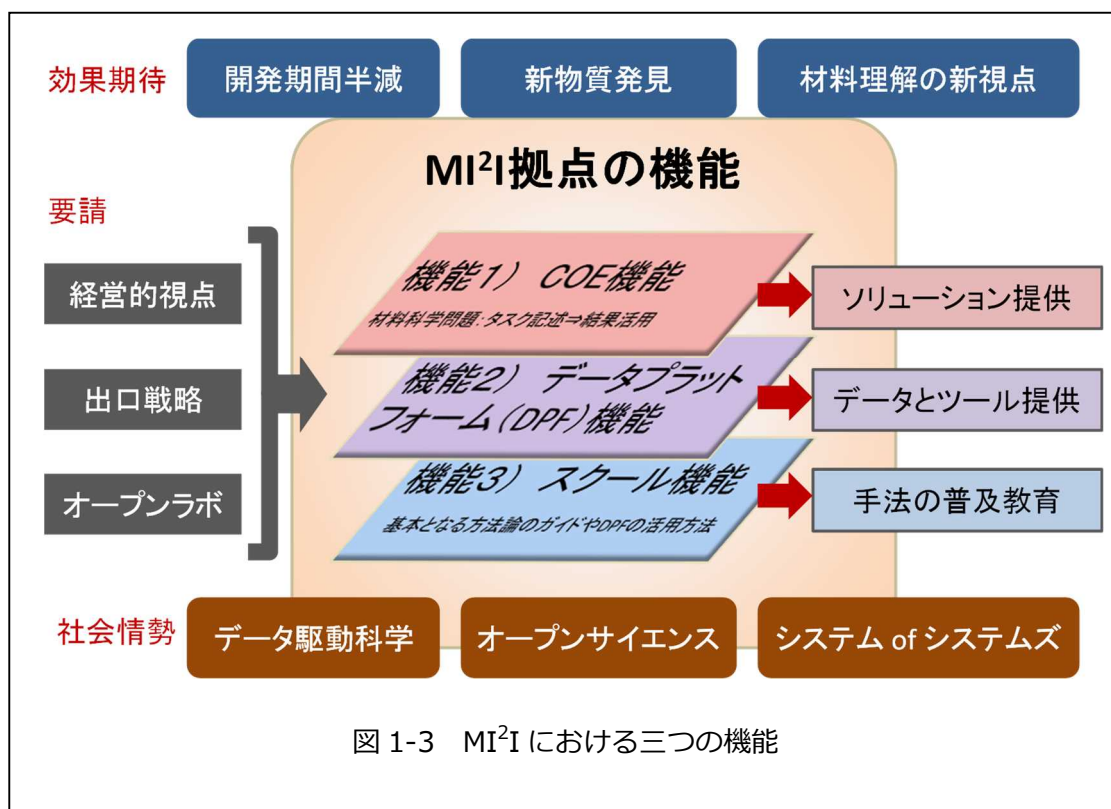 効果期待
開発期間半減
新物質発見
材料理解の新視点
MI²I拠点の機能
要請
経営的視点
出口戦略
オープンラボ
機能1) COE機能
材料科学問:タスク記述⇒結果活用
ソリューション提供
機能2) データプラット
フォーム(DPF)機能
データとツール提供
機能3) スクール機能
基本となる方法論のガイドやDPFの活用方法
手法の普及教育
社会情勢
データ駆動科学
オープンサイエンス
システム of システムズ
図 1-3 MI²I における三つの機能